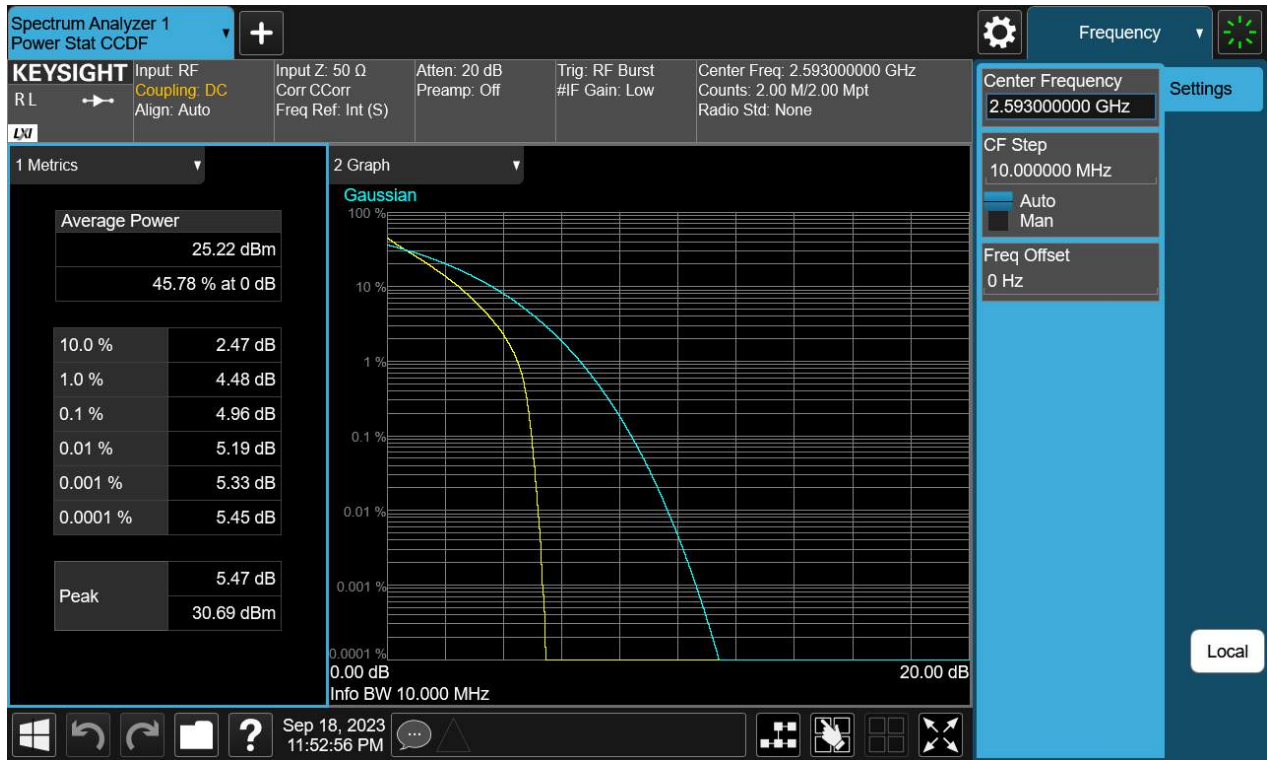 Spectrum Analyzer 1
Power Stat CCDF
+
Frequency
KEYSIGHT
R L
LXI
Input: RF
Coupling: DC
Align: Auto
Input Z: 50 Ω
Corr CCorr
Freq Ref: Int (S)
Atten: 20 dB
Preamp: Off
Trig: RF Burst
#IF Gain: Low
Center Freq: 2.593000000 GHz
Counts: 2.00 M/2.00 Mpt
Radio Std: None
Center Frequency
2.593000000 GHz
Settings
CF Step
10.000000 MHz
Auto
Man
Freq Offset
0 Hz
1 Metrics
Average Power
25.22 dBm
45.78 % at 0 dB
10.0 % 2.47 dB
1.0 % 4.48 dB
0.1 % 4.96 dB
0.01 % 5.19 dB
0.001 % 5.33 dB
0.0001 % 5.45 dB
Peak 5.47 dB
30.69 dBm
2 Graph
Gaussian
100 %
10 %
1 %
0.1 %
0.01 %
0.001 %
0.0001 %
0.00 dB 20.00 dB
Info BW 10.000 MHz
Local
?
Sep 18, 2023
11:52:56 PM